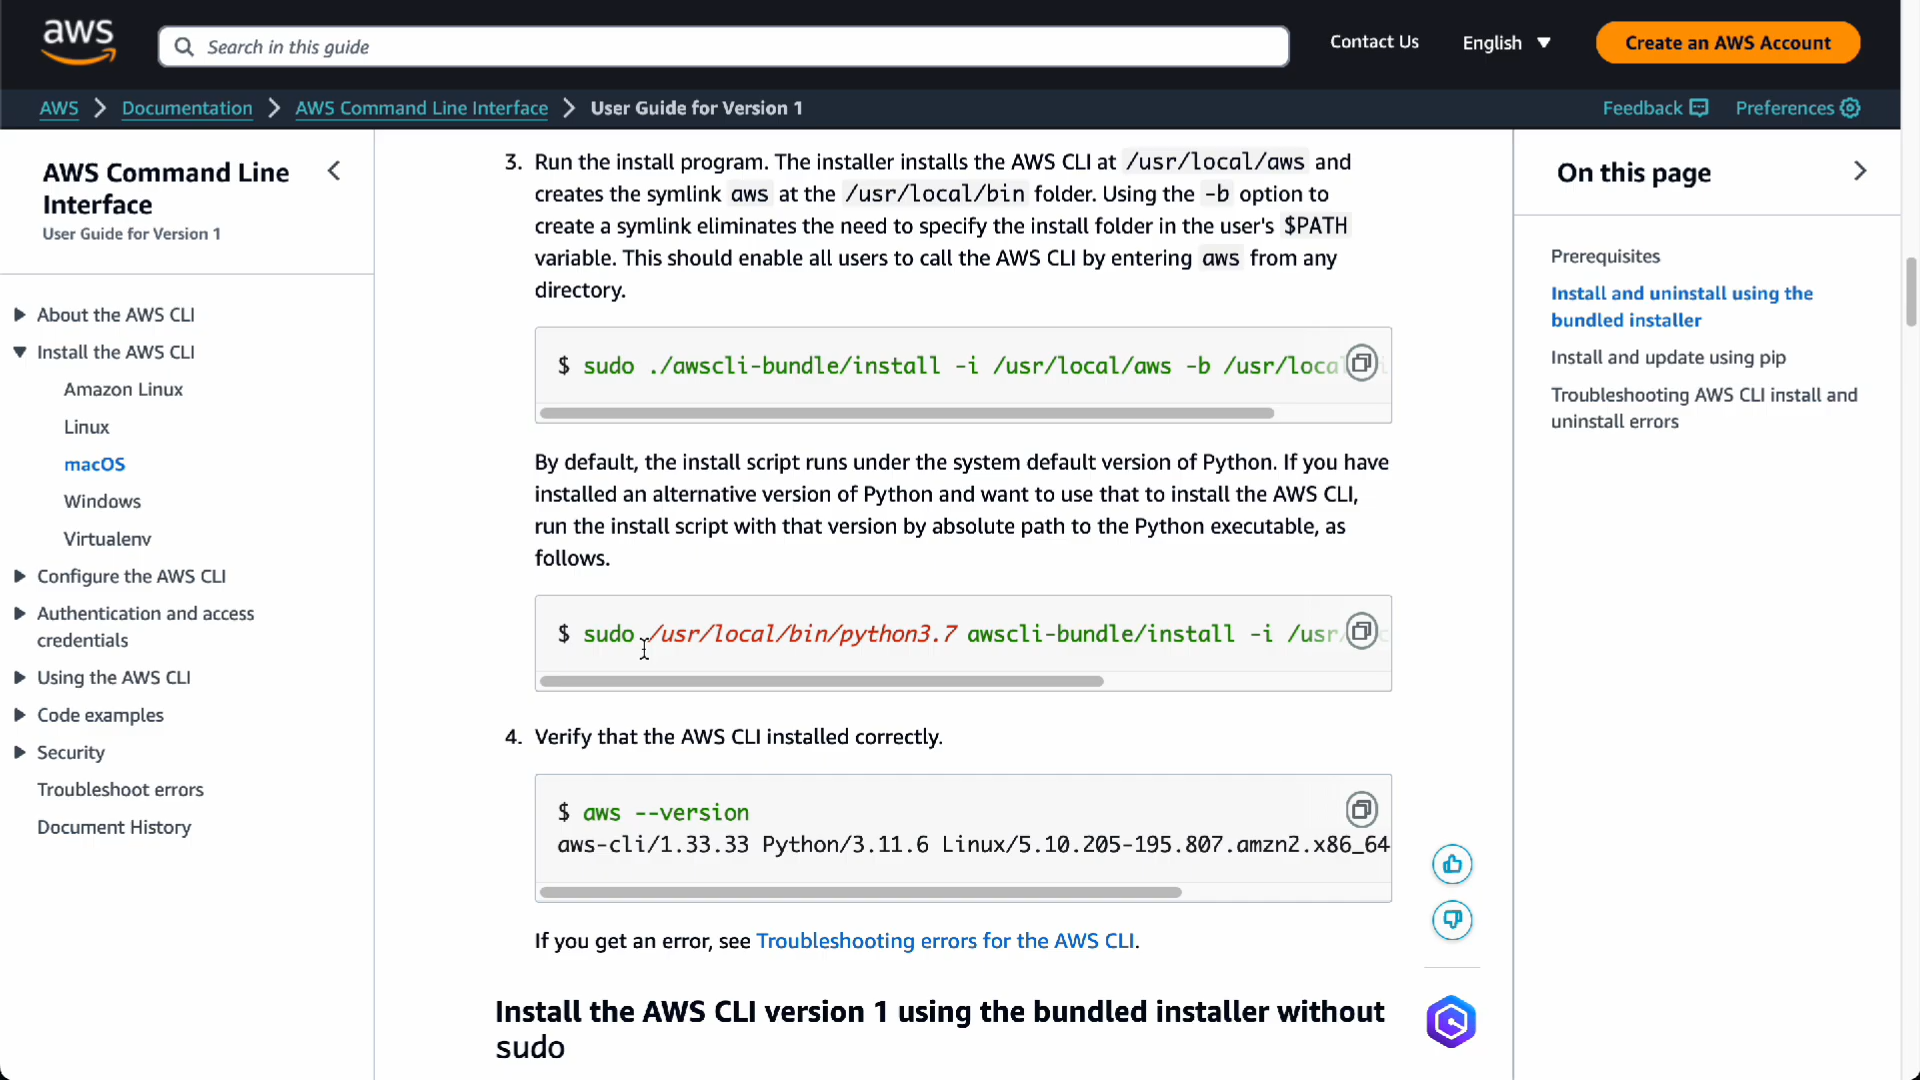 aws
Search in this guide
Contact Us
English
Create an AWS Account
AWS
Documentation
AWS Command Line Interface
User Guide for Version 1
Feedback
Preferences
AWS Command Line
Interface
User Guide for Version 1
About the AWS CLI
Install the AWS CLI
Amazon Linux
Linux
macOS
Windows
Virtualenv
Configure the AWS CLI
Authentication and access
credentials
Using the AWS CLI
Code examples
Security
Troubleshoot errors
Document History
3. Run the install program. The installer installs the AWS CLI at /usr/local/aws and
creates the symlink aws at the /usr/local/bin folder. Using the -b option to
create a symlink eliminates the need to specify the install folder in the user's $PATH
variable. This should enable all users to call the AWS CLI by entering aws from any
directory.
$ sudo ./awscli-bundle/install -i /usr/local/aws -b /usr/loca
By default, the install script runs under the system default version of Python. If you have
installed an alternative version of Python and want to use that to install the AWS CLI,
run the install script with that version by absolute path to the Python executable, as
follows.
$ sudo /usr/local/bin/python3.7 awscli-bundle/install -i /usr/
4. Verify that the AWS CLI installed correctly.
$ aws --version
aws-cli/1.33.33 Python/3.11.6 Linux/5.10.205-195.807.amzn2.x86_64
If you get an error, see Troubleshooting errors for the AWS CLI.
Install the AWS CLI version 1 using the bundled installer without
sudo
On this page
Prerequisites
Install and uninstall using the
bundled installer
Install and update using pip
Troubleshooting AWS CLI install and
uninstall errors